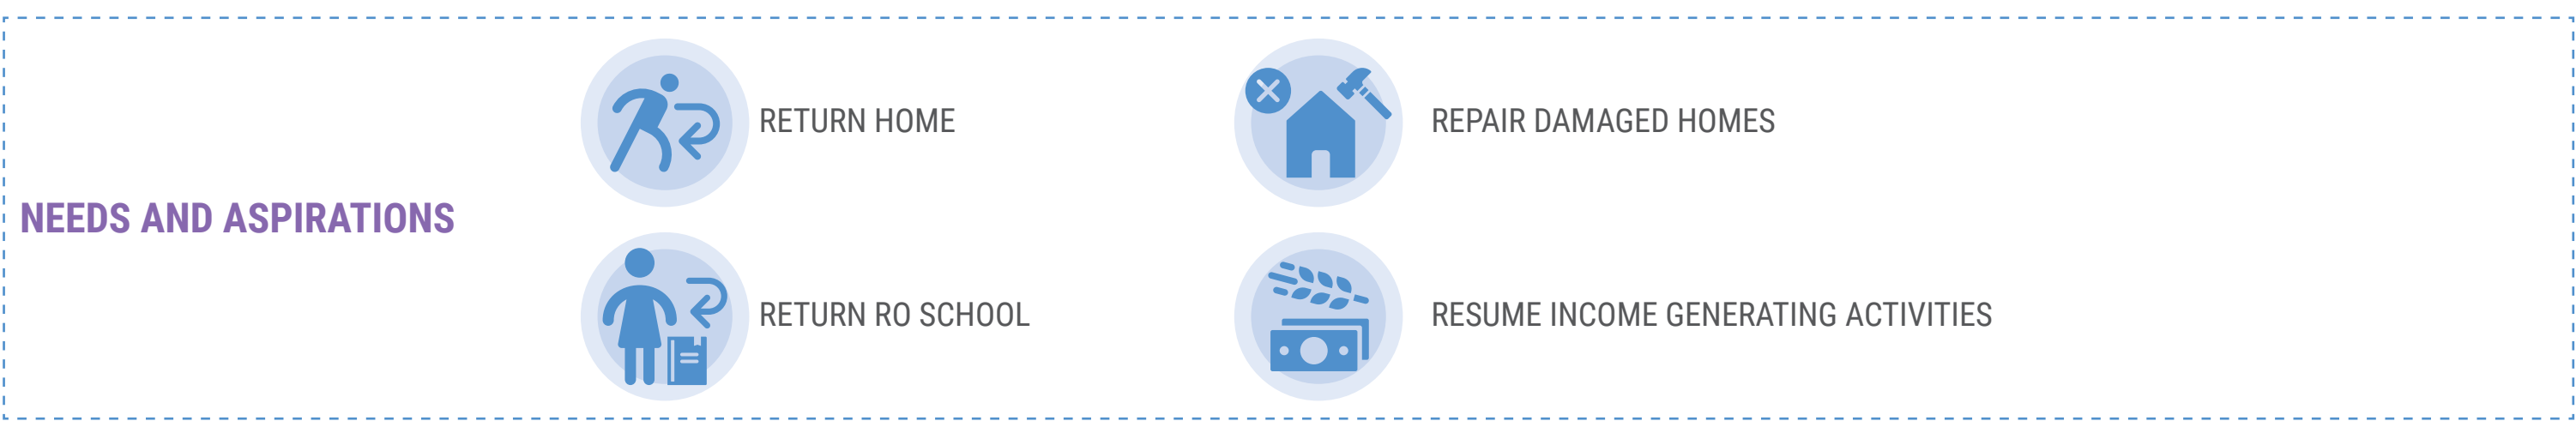 NEEDS AND ASPIRATIONS
RETURN HOME
REPAIR DAMAGED HOMES
RETURN RO SCHOOL
RESUME INCOME GENERATING ACTIVITIES